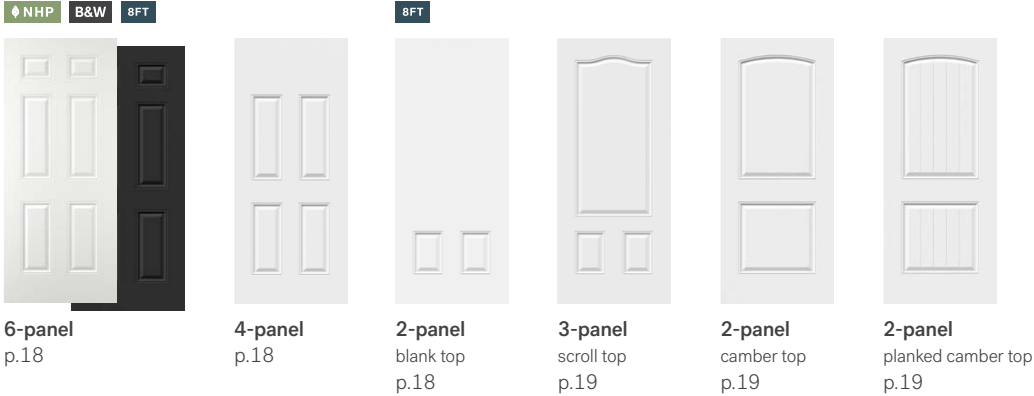 NHP B&W 8FT
8FT
6-panel
p.18
4-panel
p.18
2-panel
blank top
p.18
3-panel
scroll top
p.19
2-panel
camber top
p.19
2-panel
planked camber top
p.19